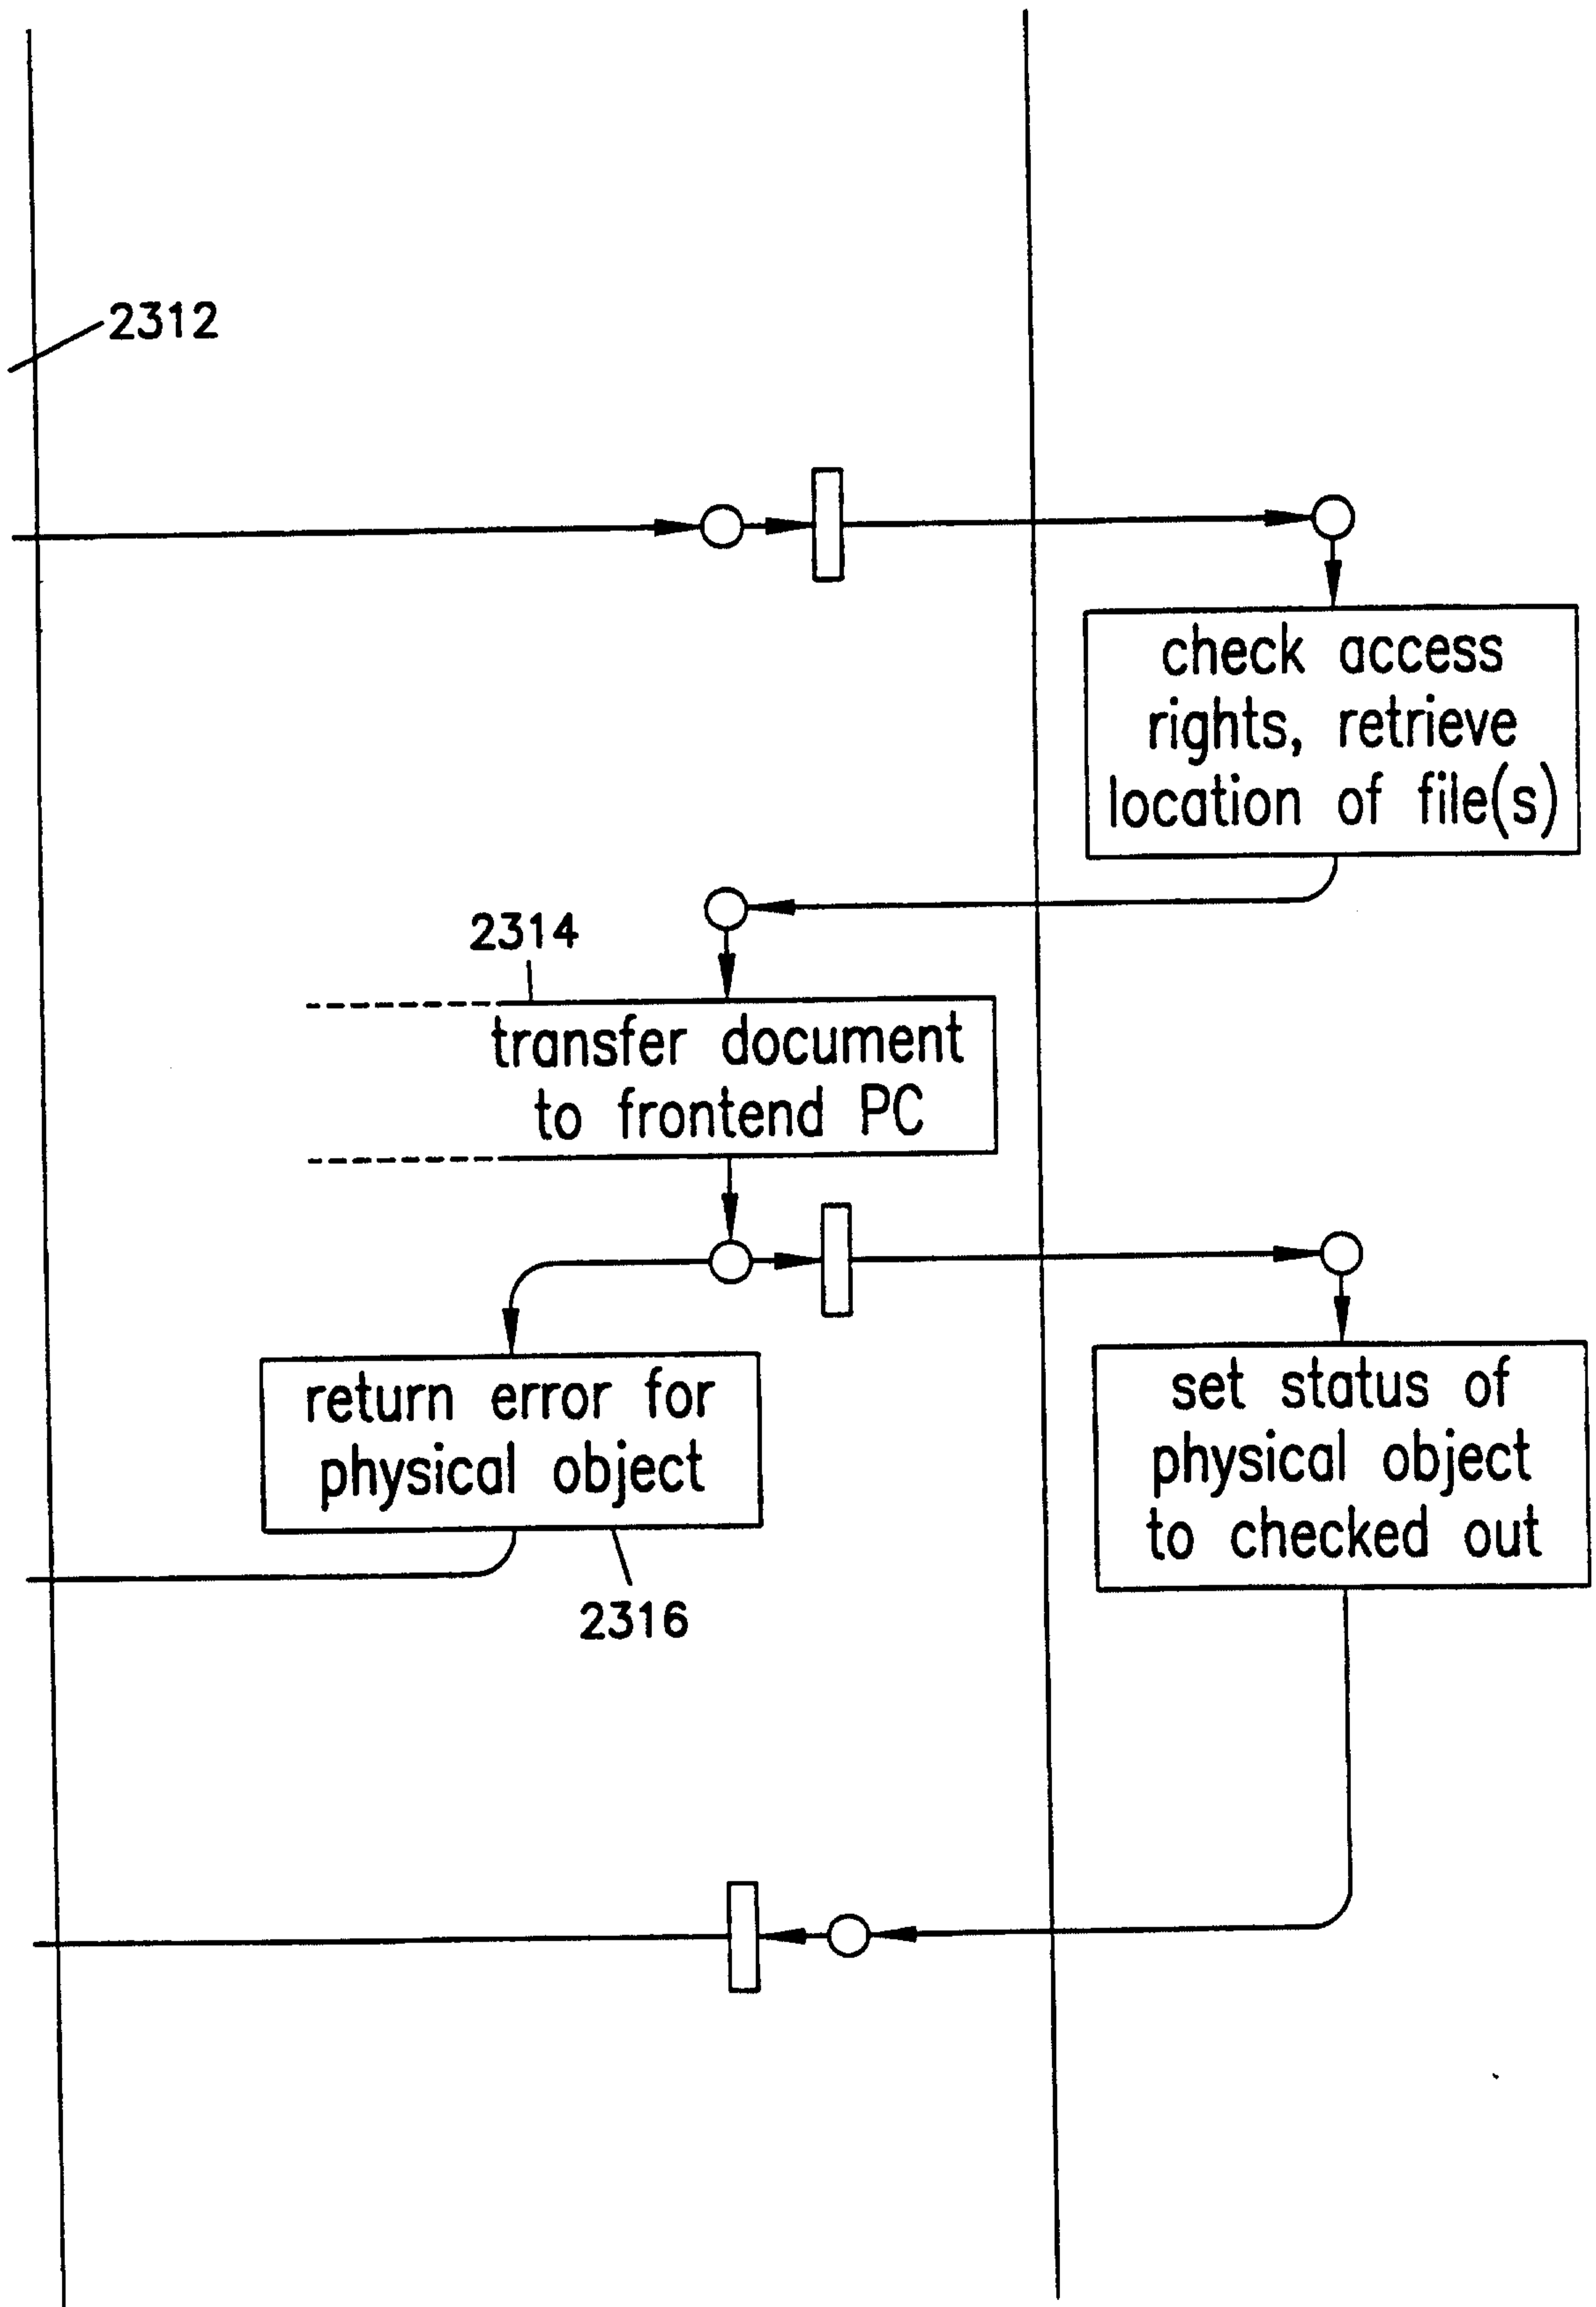 2312
check access
rights, retrieve
location of file(s)
2314
transfer document
to frontend PC
return error for
physical object
set status of
physical object
to checked out
2316